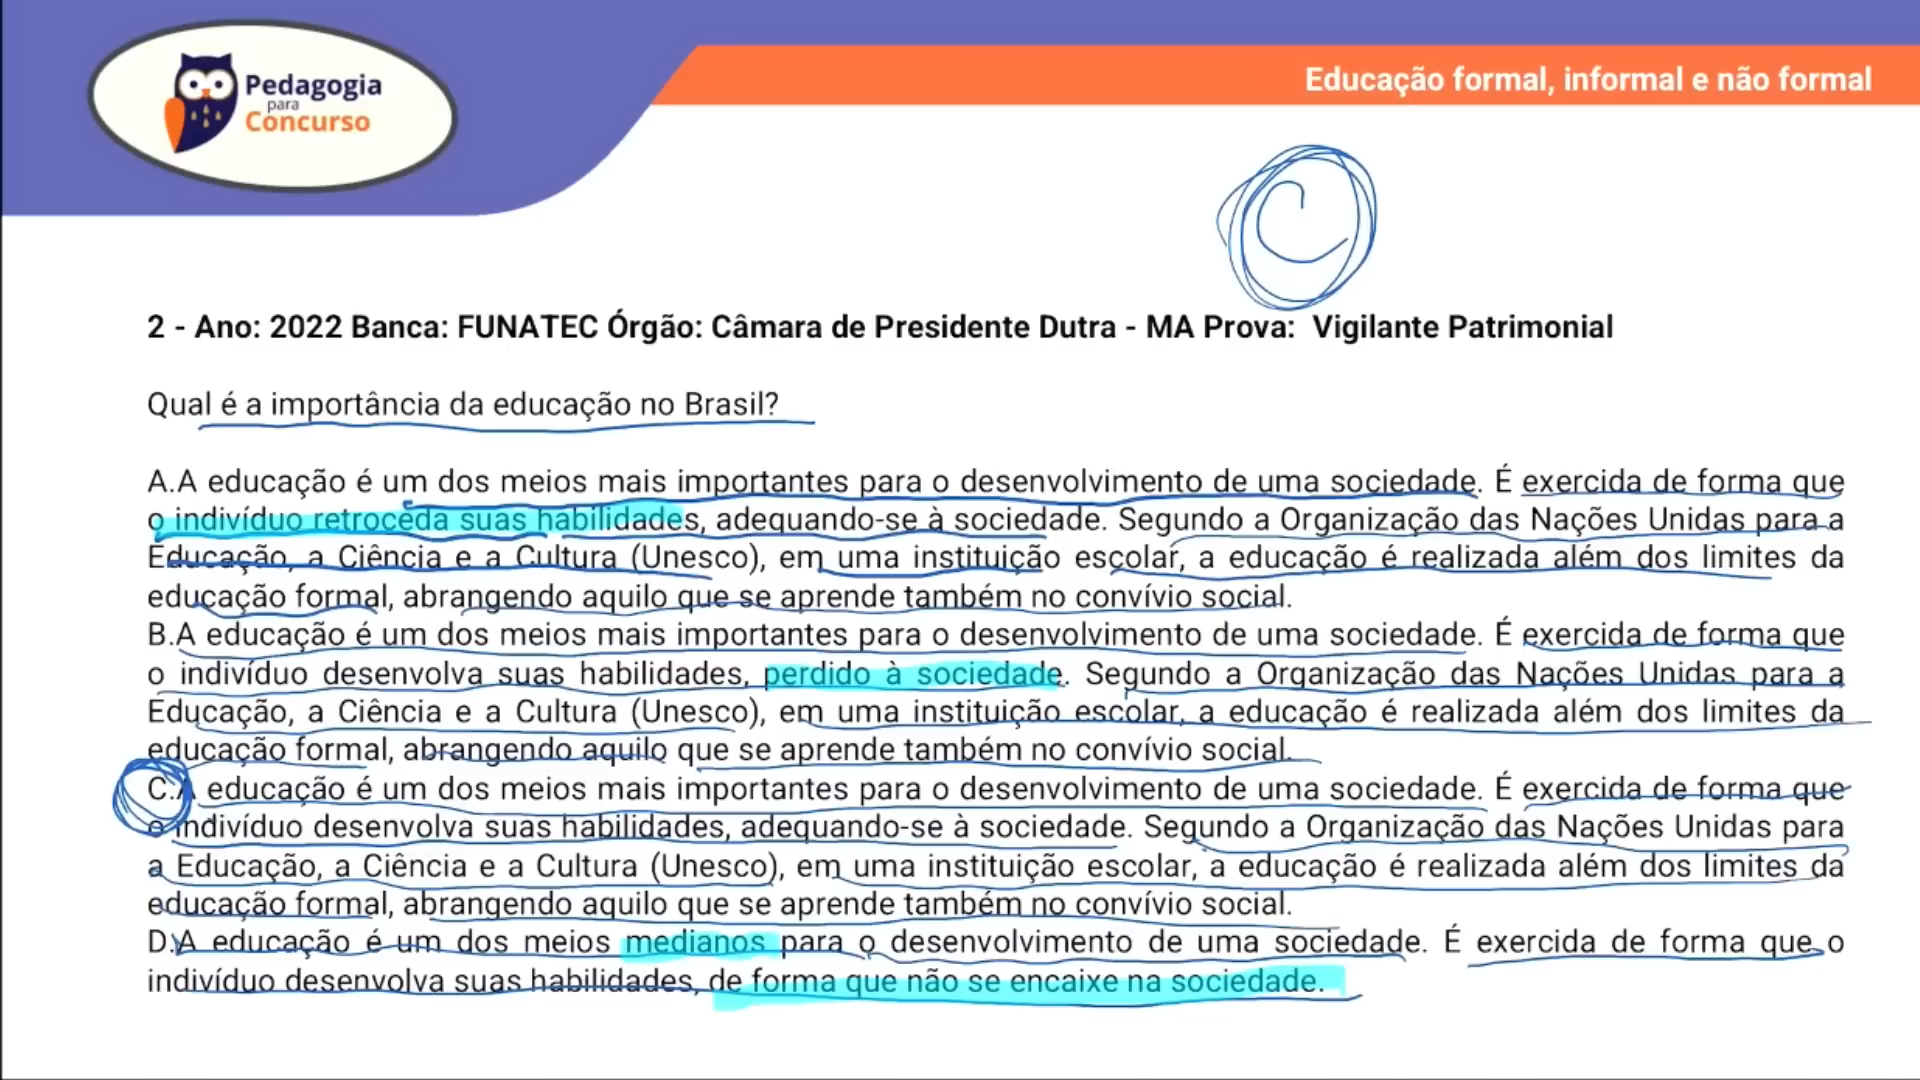 Pedagogia
para
Concurso
Educação formal, informal e não formal
C
2 - Ano: 2022 Banca: FUNATEC Órgão: Câmara de Presidente Dutra - MA Prova: Vigilante Patrimonial
Qual é a importância da educação no Brasil?
A.A educação é um dos meios mais importantes para o desenvolvimento de uma sociedade. É exercida de forma que
o indivíduo retroceda suas habilidades, adequando-se à sociedade. Segundo a Organização das Nações Unidas para a
Educação, a Ciência e a Cultura (Unesco), em uma instituição escolar, a educação é realizada além dos limites da
educação formal, abrangendo aquilo que se aprende também no convívio social.
B.A educação é um dos meios mais importantes para o desenvolvimento de uma sociedade. É exercida de forma que
o indivíduo desenvolva suas habilidades, perdido à sociedade. Segundo a Organização das Nações Unidas para a
Educação, a Ciência e a Cultura (Unesco), em uma instituição escolar, a educação é realizada além dos limites da
educação formal, abrangendo aquilo que se aprende também no convívio social.
C.A educação é um dos meios mais importantes para o desenvolvimento de uma sociedade. É exercida de forma que
o indivíduo desenvolva suas habilidades, adequando-se à sociedade. Segundo a Organização das Nações Unidas para
a Educação, a Ciência e a Cultura (Unesco), em uma instituição escolar, a educação é realizada além dos limites da
educação formal, abrangendo aquilo que se aprende também no convívio social.
D.A educação é um dos meios medianos para o desenvolvimento de uma sociedade. É exercida de forma que o
indivíduo desenvolva suas habilidades, de forma que não se encaixe na sociedade.